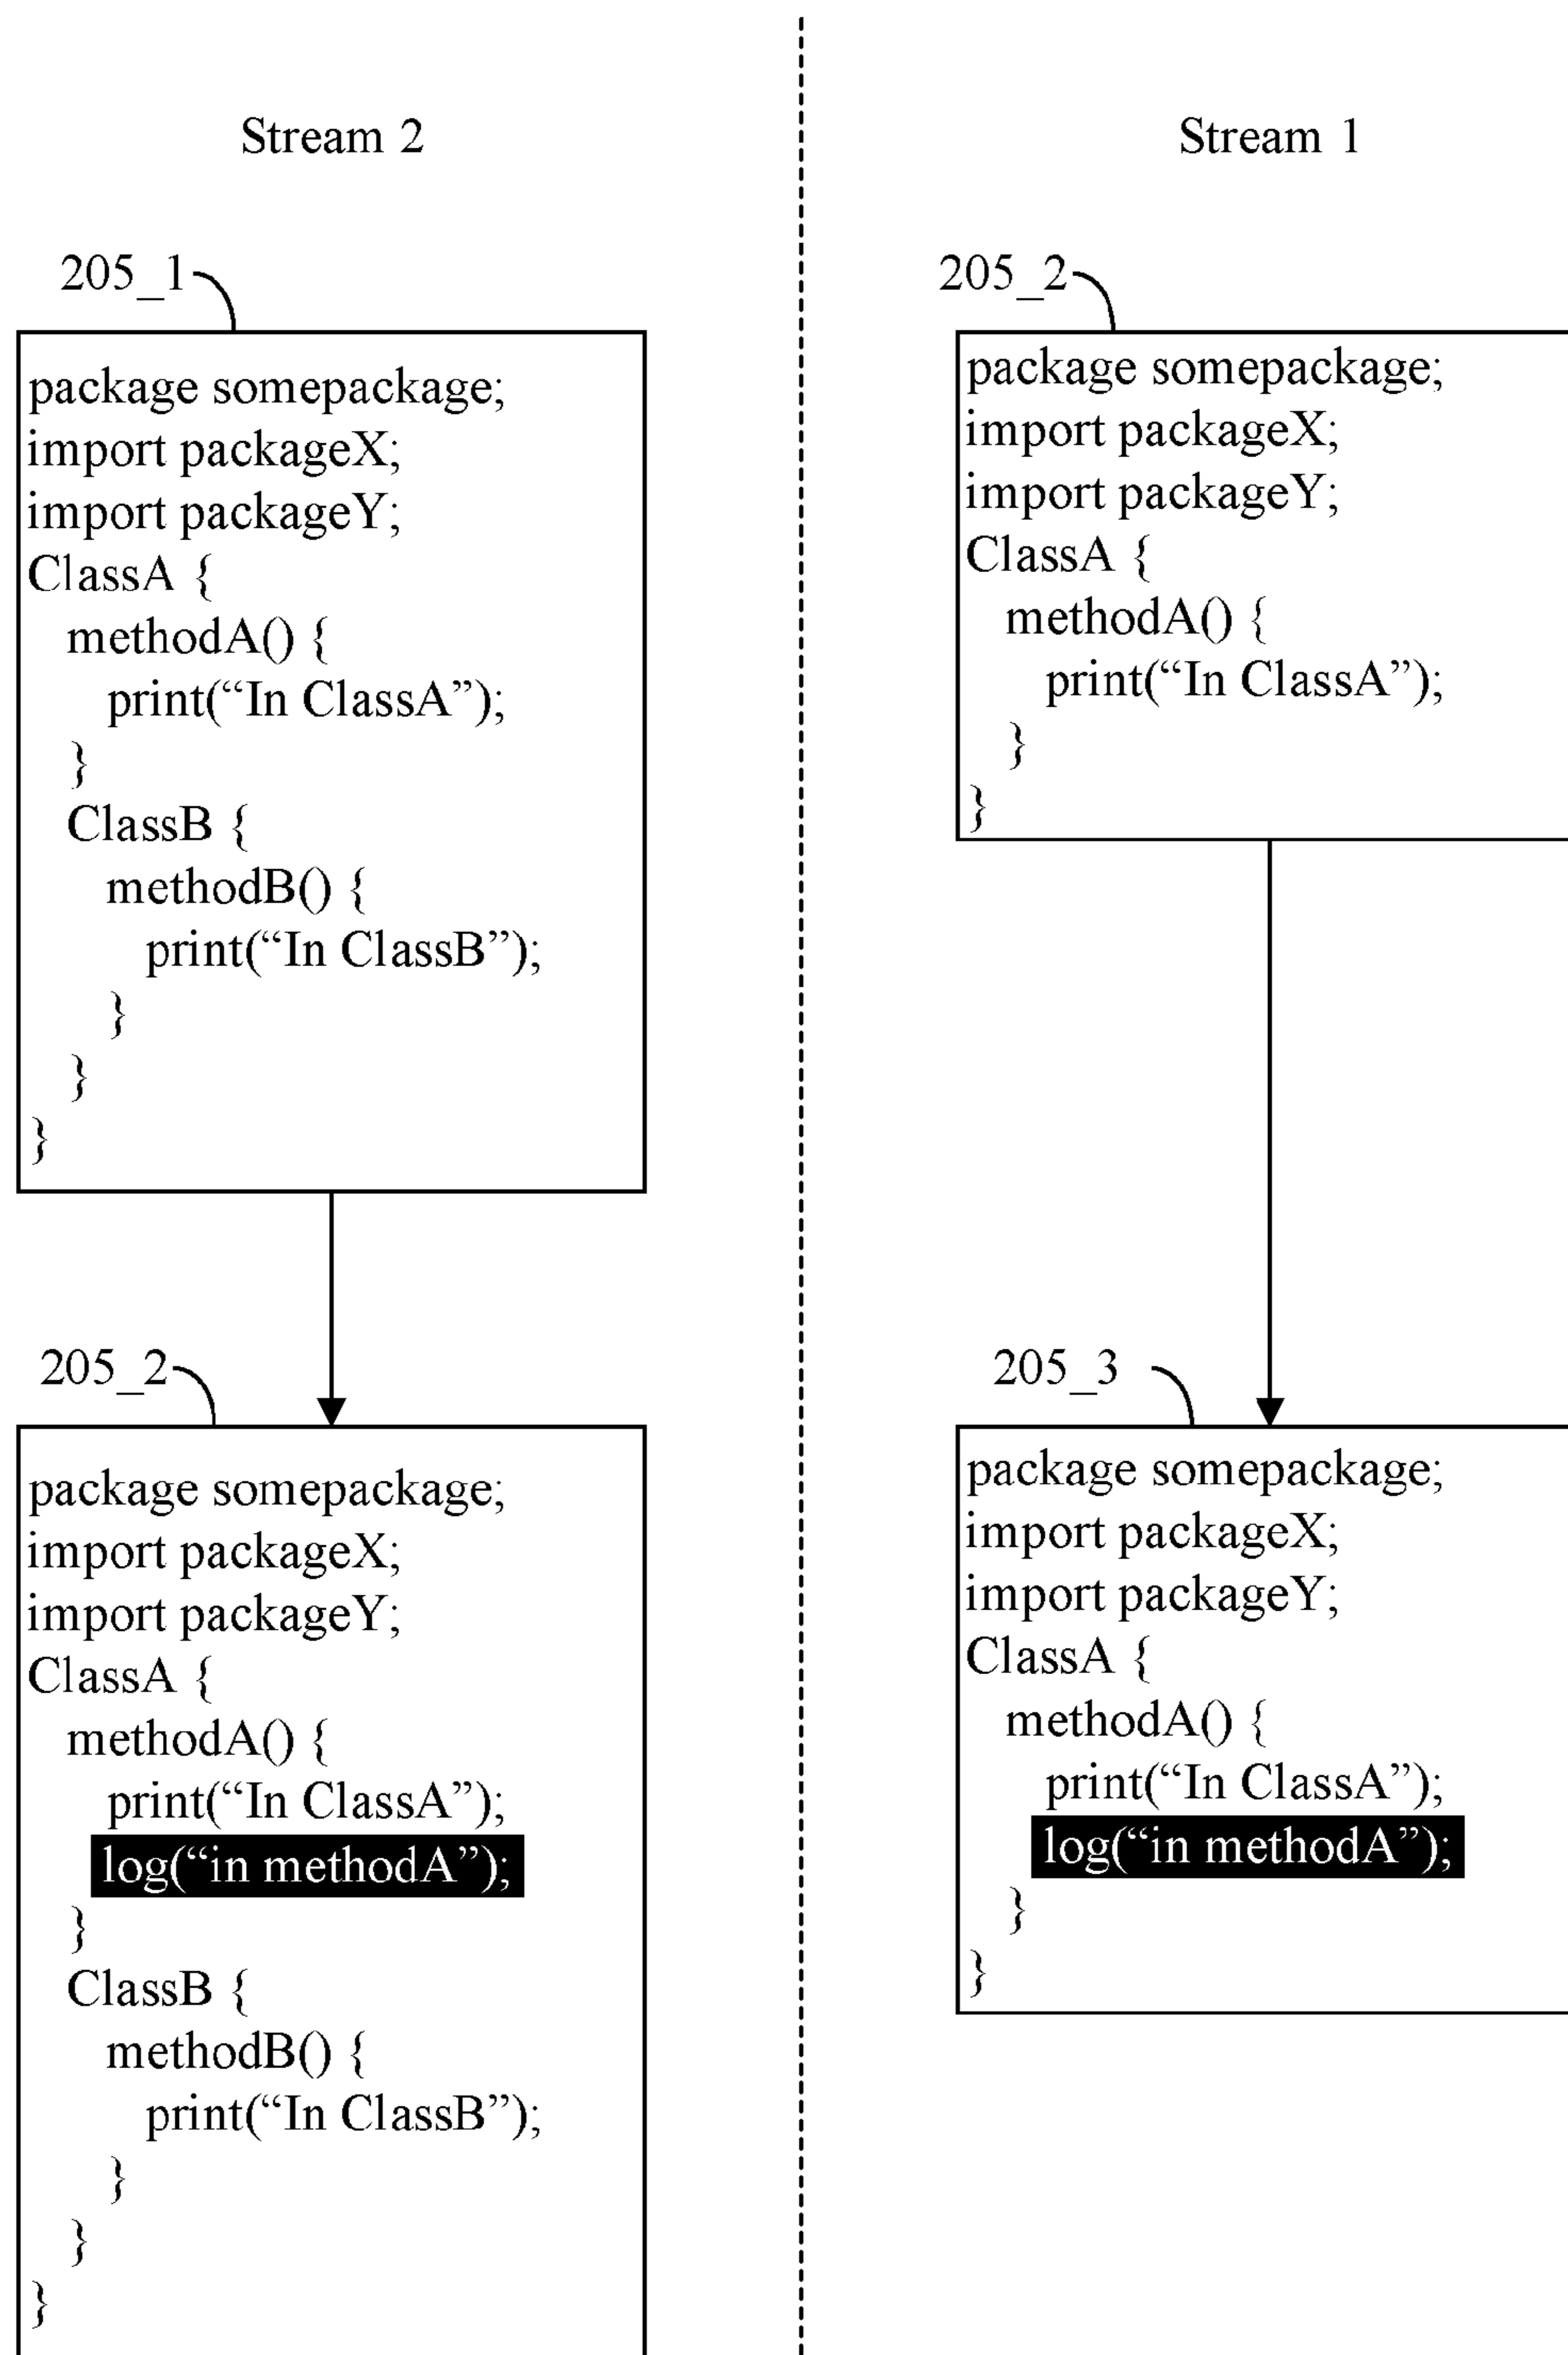 Stream 2
205_1
package somepackage;
import packageX;
import packageY;
ClassA {
methodA() {
print(“In ClassA”);
}
ClassB {
methodB() {
print(“In ClassB”);
}
}
}
205_2
package somepackage;
import packageX;
import packageY;
ClassA {
methodA() {
print(“In ClassA”);
log(“in methodA”);
}
ClassB {
methodB() {
print(“In ClassB”);
}
}
}
Stream 1
205_2
package somepackage;
import packageX;
import packageY;
ClassA {
methodA() {
print(“In ClassA”);
}
}
205_3
package somepackage;
import packageX;
import packageY;
ClassA {
methodA() {
print(“In ClassA”);
log(“in methodA”);
}
}